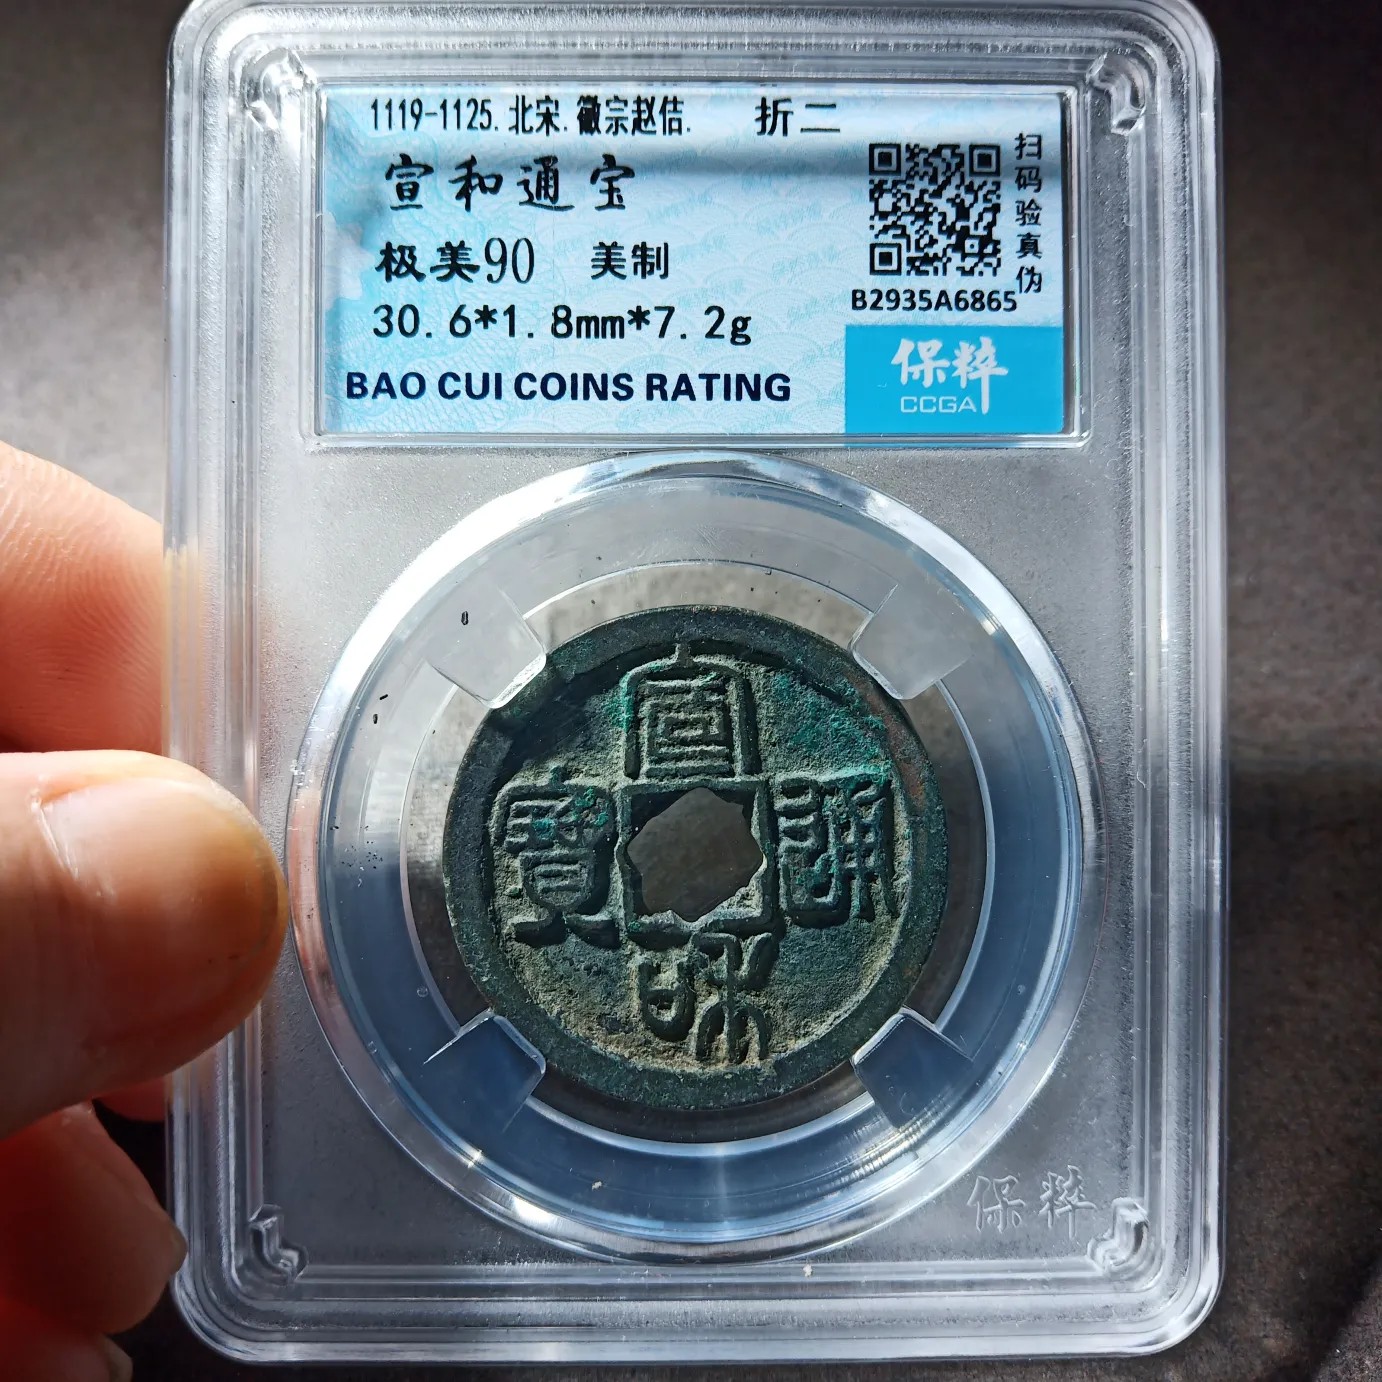 1119-1125.北宋.徽宗赵佶. 折二
宣和通宝
极美90 美制
30.6*1.8mm*7.2g
BAO CUI COINS RATING
扫码验真伪
B2935A6865
保粹
CCGA
宣
寳 通
和
保粹